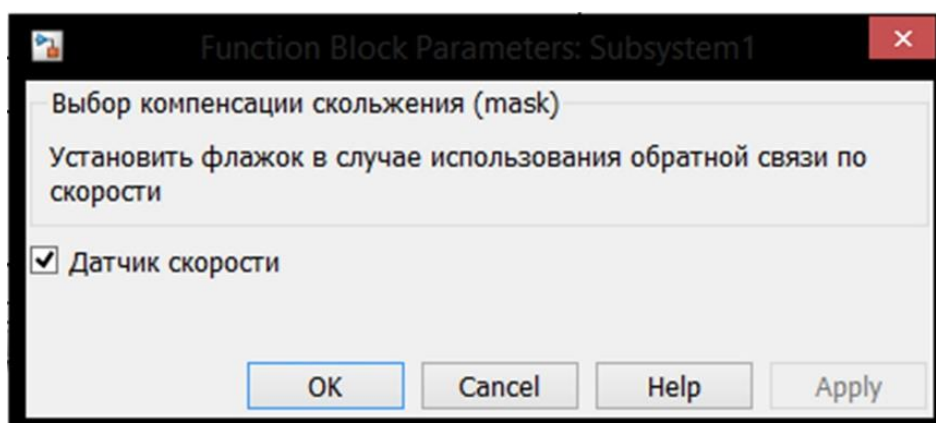 Function Block Parameters: Subsystem1
Выбор компенсации скольжения (mask)
Установить флажок в случае использования обратной связи по
скорости
Датчик скорости
OK
Cancel
Help
Apply